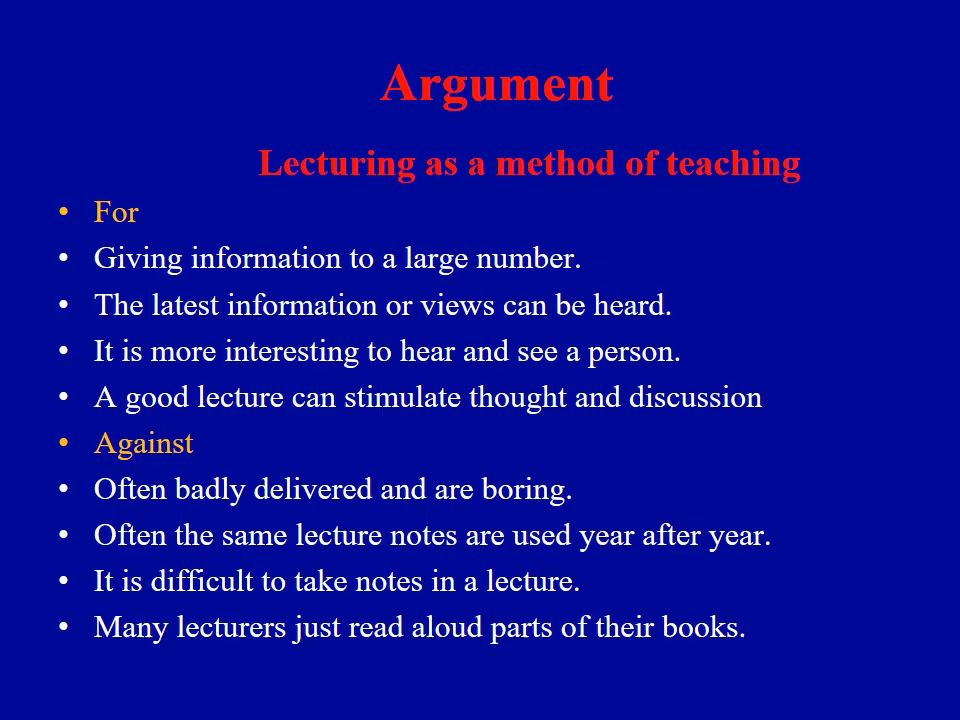 Argument
Lecturing as a method of teaching
• For
• Giving information to a large number.
• The latest information or views can be heard.
• It is more interesting to hear and see a person.
• A good lecture can stimulate thought and discussion
• Against
• Often badly delivered and are boring.
• Often the same lecture notes are used year after year.
• It is difficult to take notes in a lecture.
• Many lecturers just read aloud parts of their books.